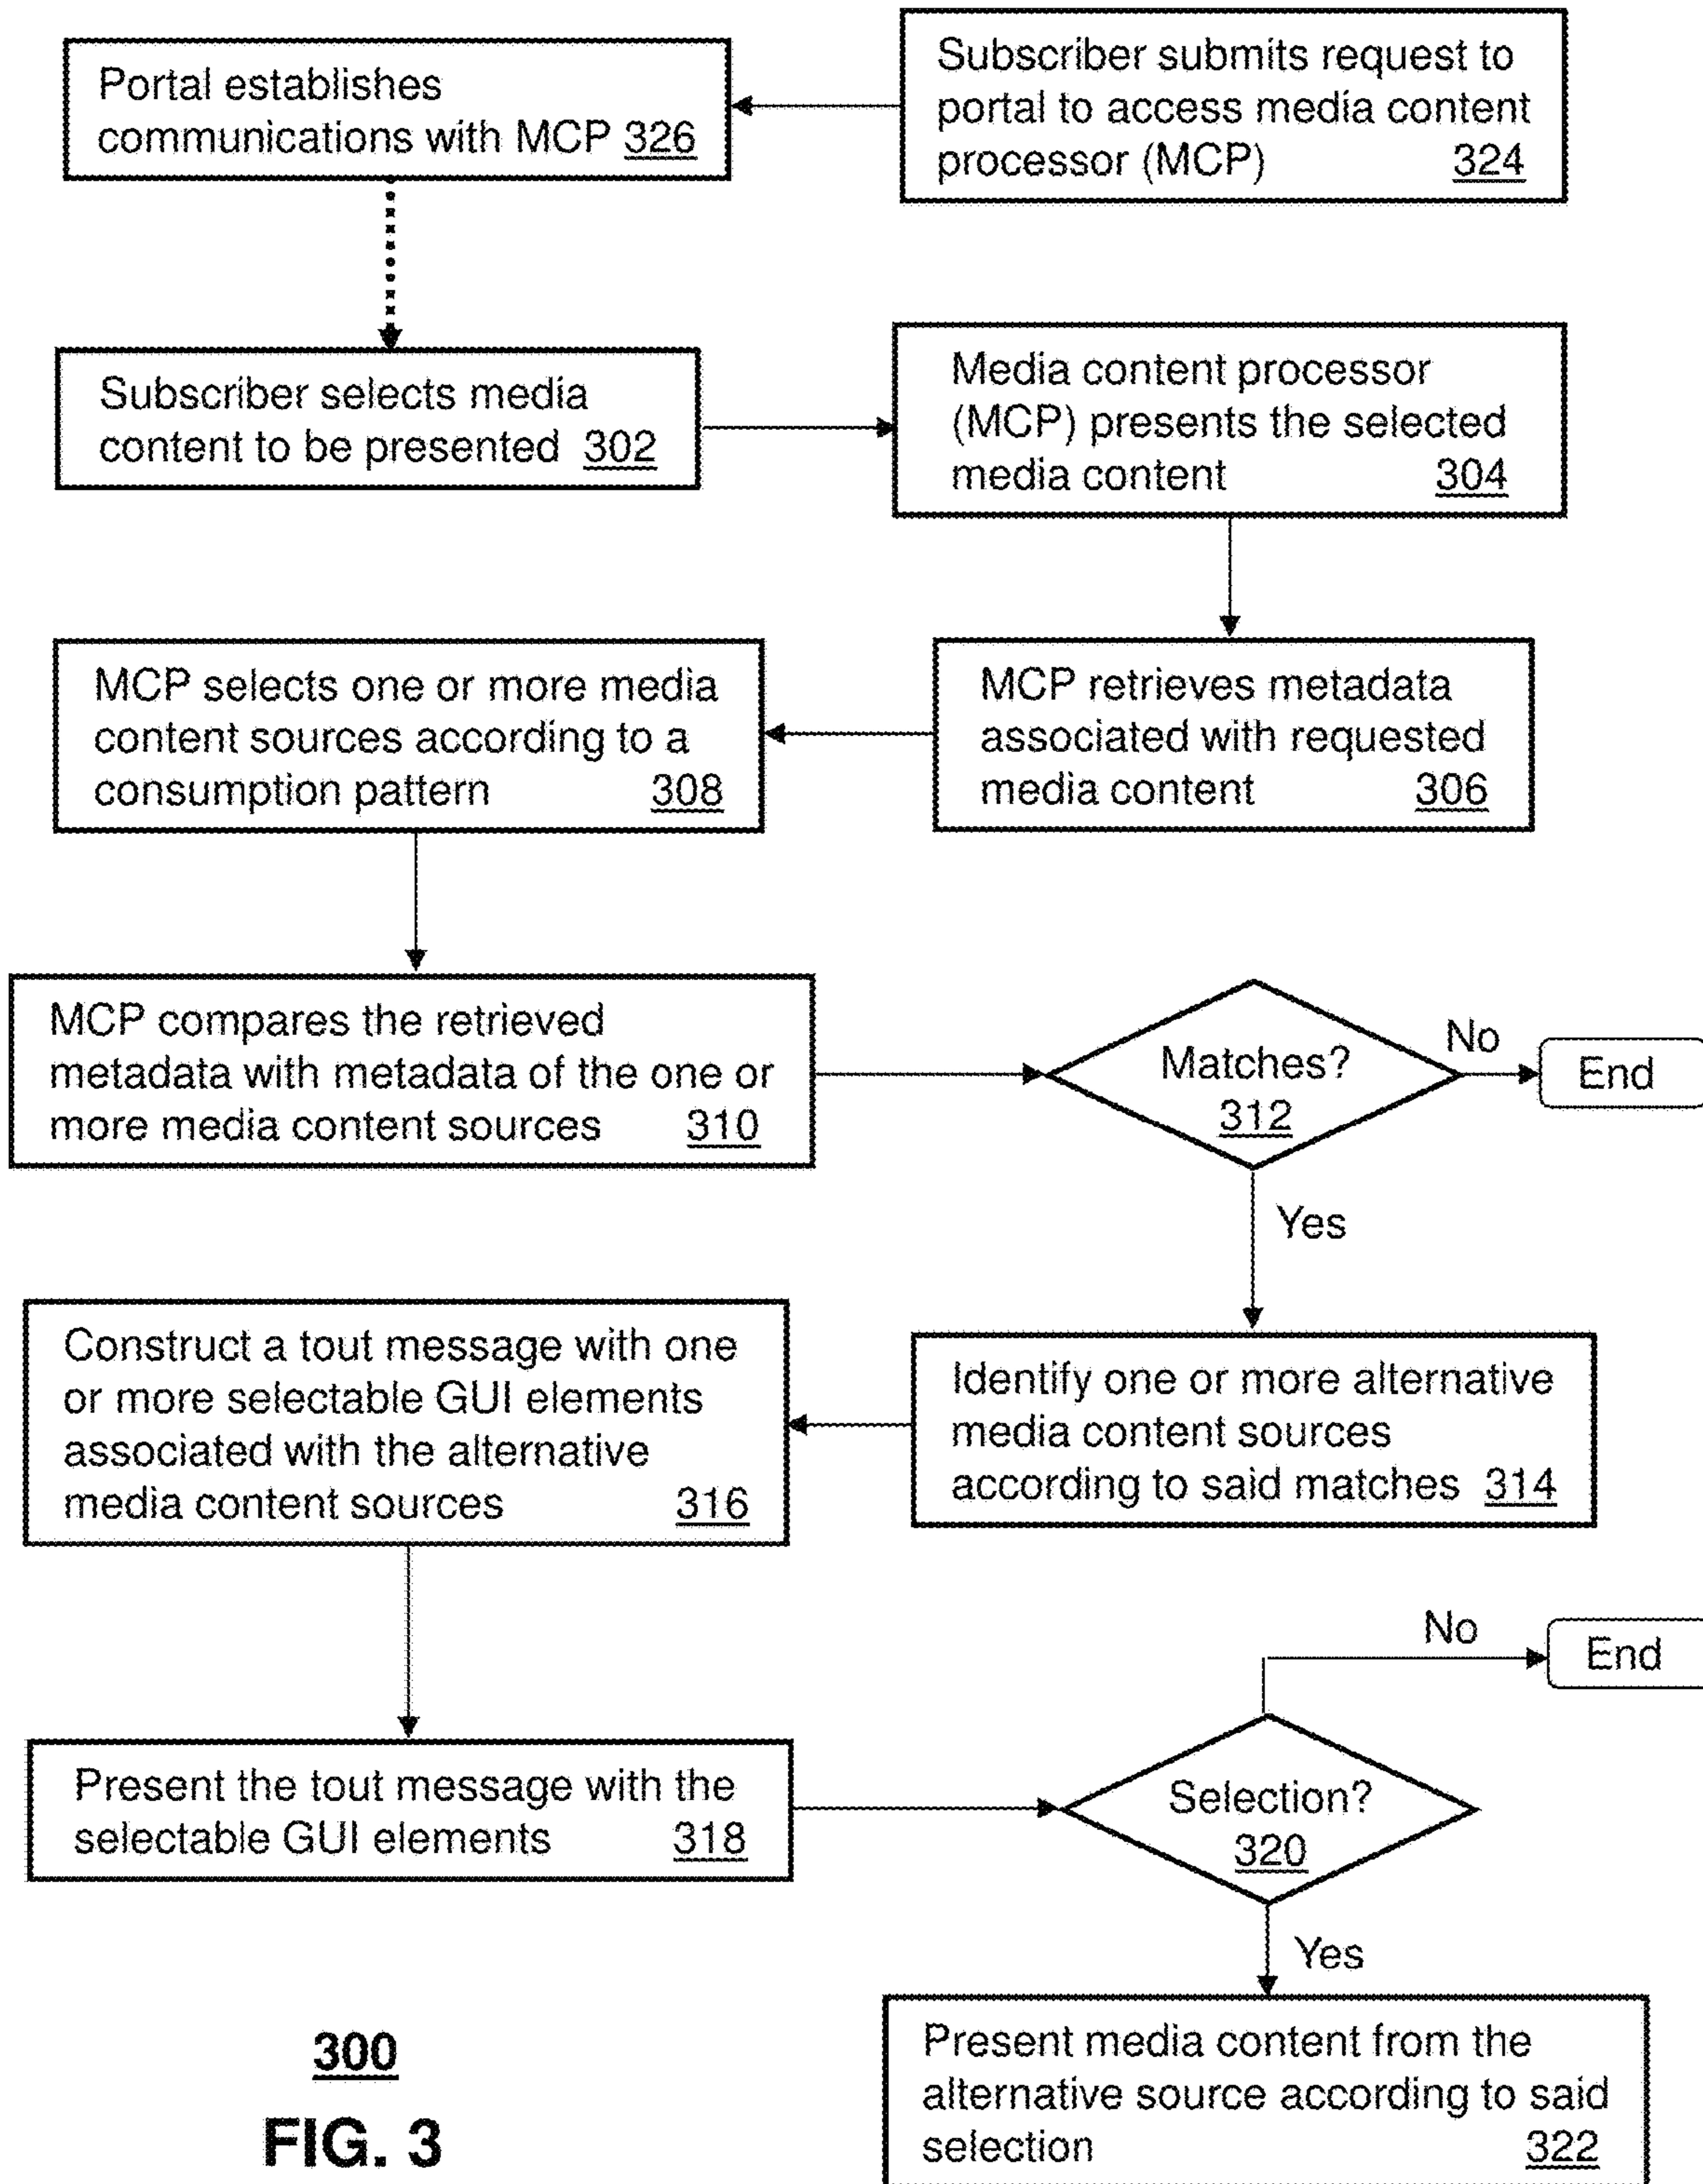 Subscriber submits request to
portal to access media content
processor (MCP) 324
Portal establishes
communications with MCP 326
Subscriber selects media
content to be presented 302
Media content processor
(MCP) presents the selected
media content 304
MCP retrieves metadata
associated with requested
media content 306
MCP selects one or more media
content sources according to a
consumption pattern 308
MCP compares the retrieved
metadata with metadata of the one or
more media content sources 310
Matches?
312
No
End
Yes
Identify one or more alternative
media content sources
according to said matches 314
Construct a tout message with one
or more selectable GUI elements
associated with the alternative
media content sources 316
Present the tout message with the
selectable GUI elements 318
Selection?
320
No
End
Yes
Present media content from the
alternative source according to said
selection 322
300
FIG. 3